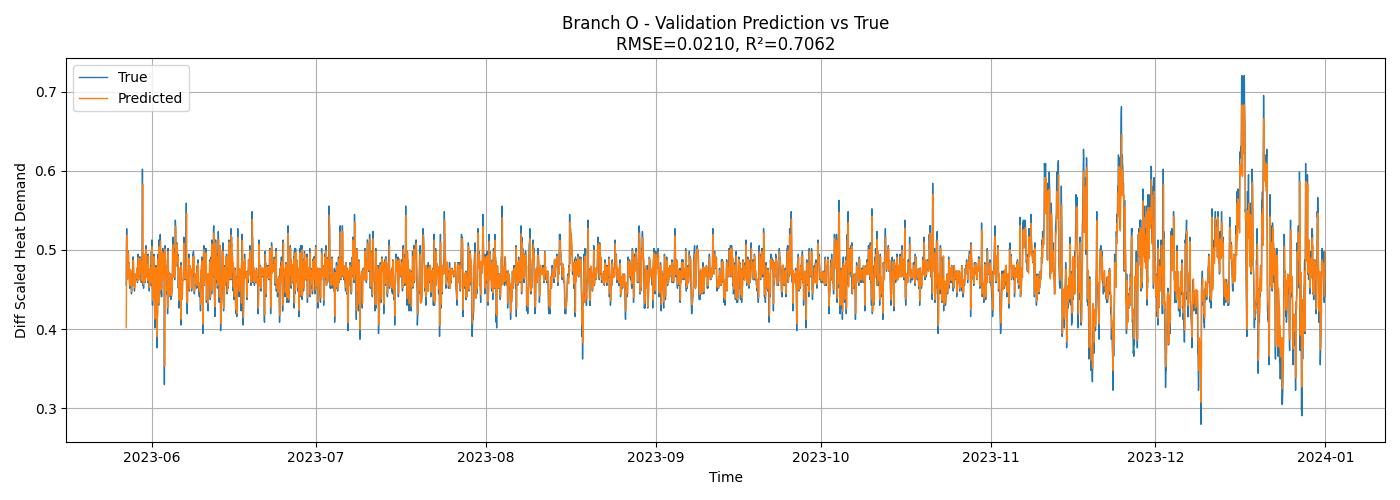 Branch O - Validation Prediction vs True
RMSE=0.0210, R²=0.7062
True
Predicted
Diff Scaled Heat Demand
0.7
0.6
0.5
0.4
0.3
2023-06
2023-07
2023-08
2023-09
2023-10
2023-11
2023-12
2024-01
Time